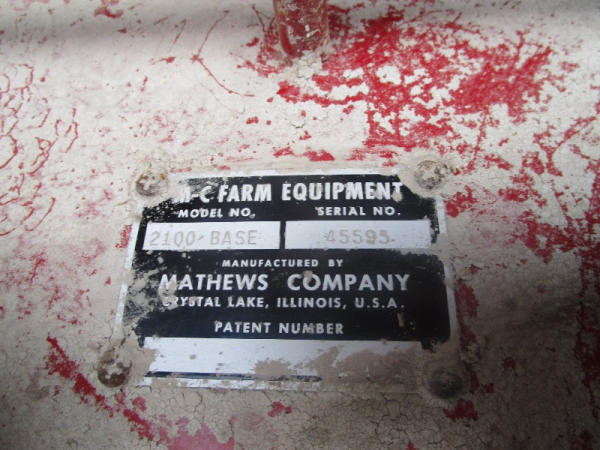 M-C FARM EQUIPMENT
MODEL NO. SERIAL NO.
2100 BASE 45595
MANUFACTURED BY
MATHEWS COMPANY
CRYSTAL LAKE, ILLINOIS, U.S.A.
PATENT NUMBER